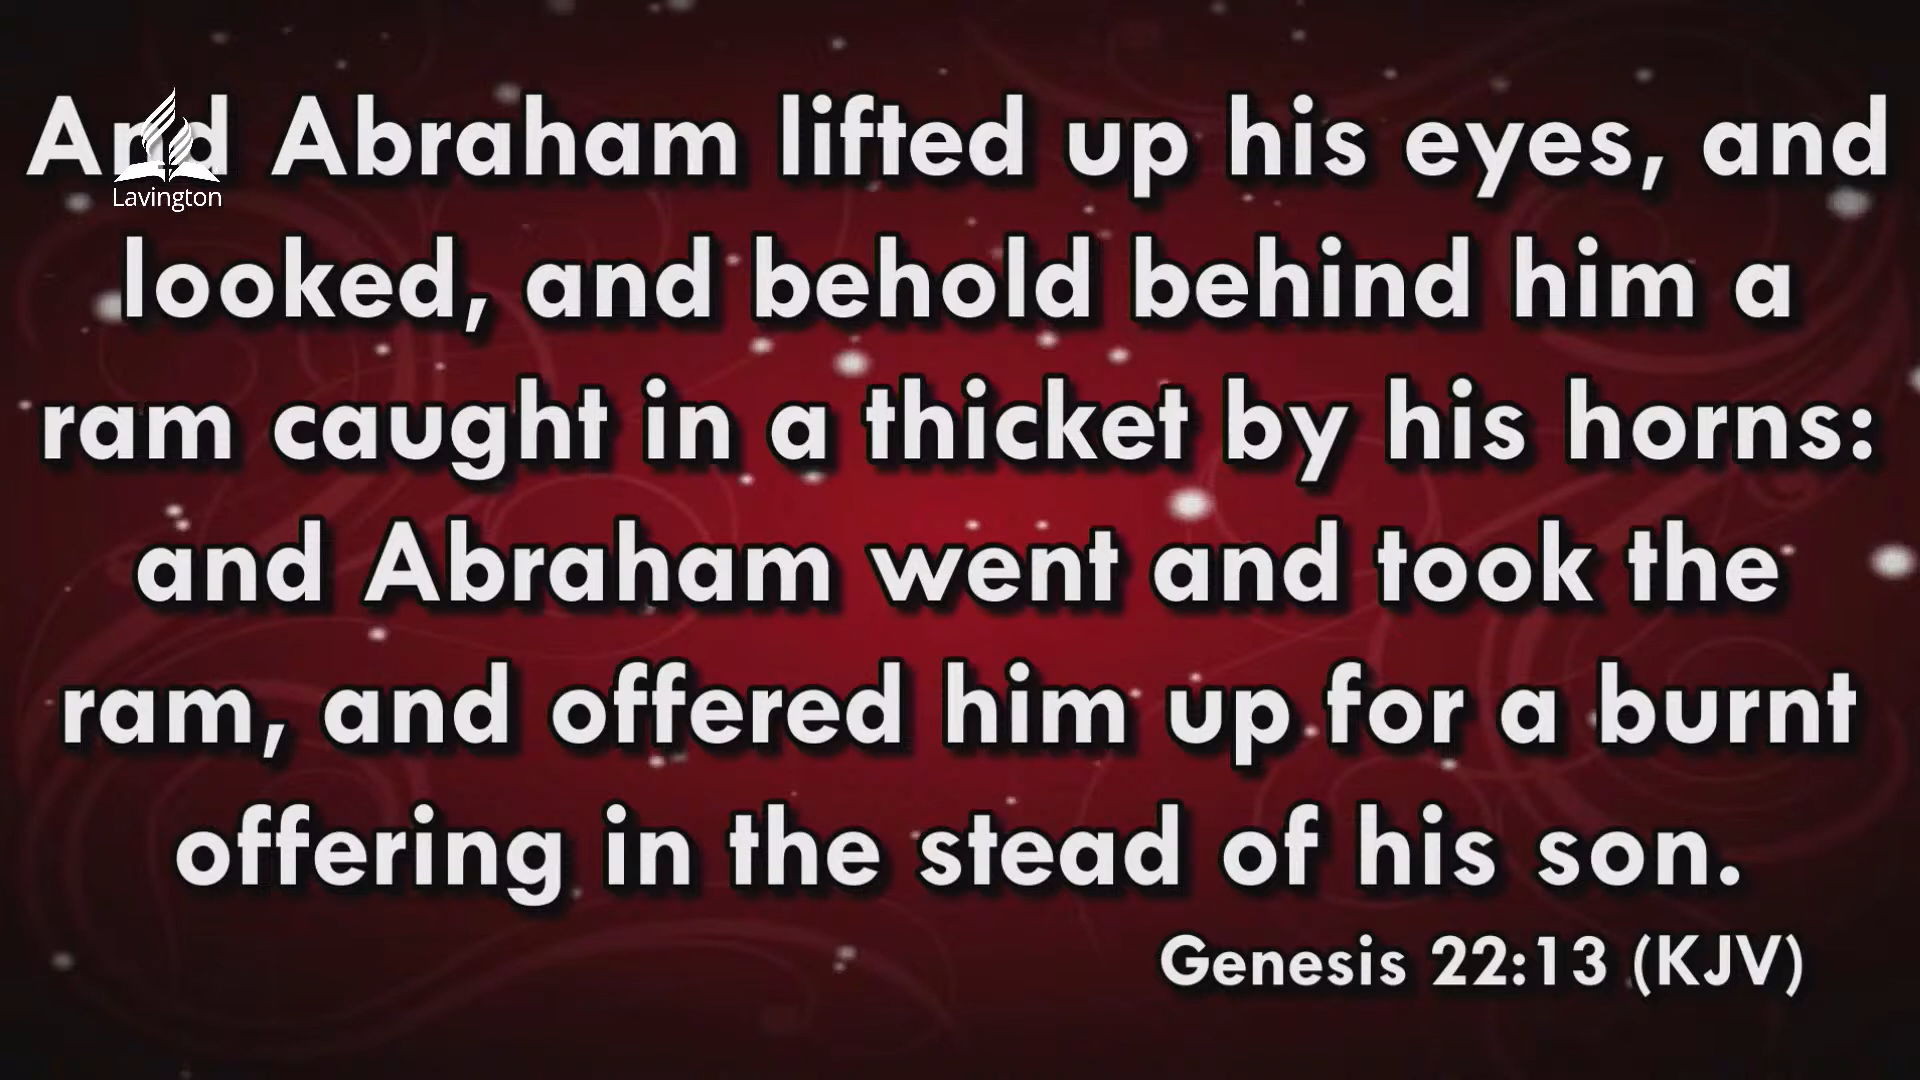 And Abraham lifted up his eyes, and
Lavington
looked, and behold behind him a
ram caught in a thicket by his horns:
and Abraham went and took the
ram, and offered him up for a burnt
offering in the stead of his son.
Genesis 22:13 (KJV)